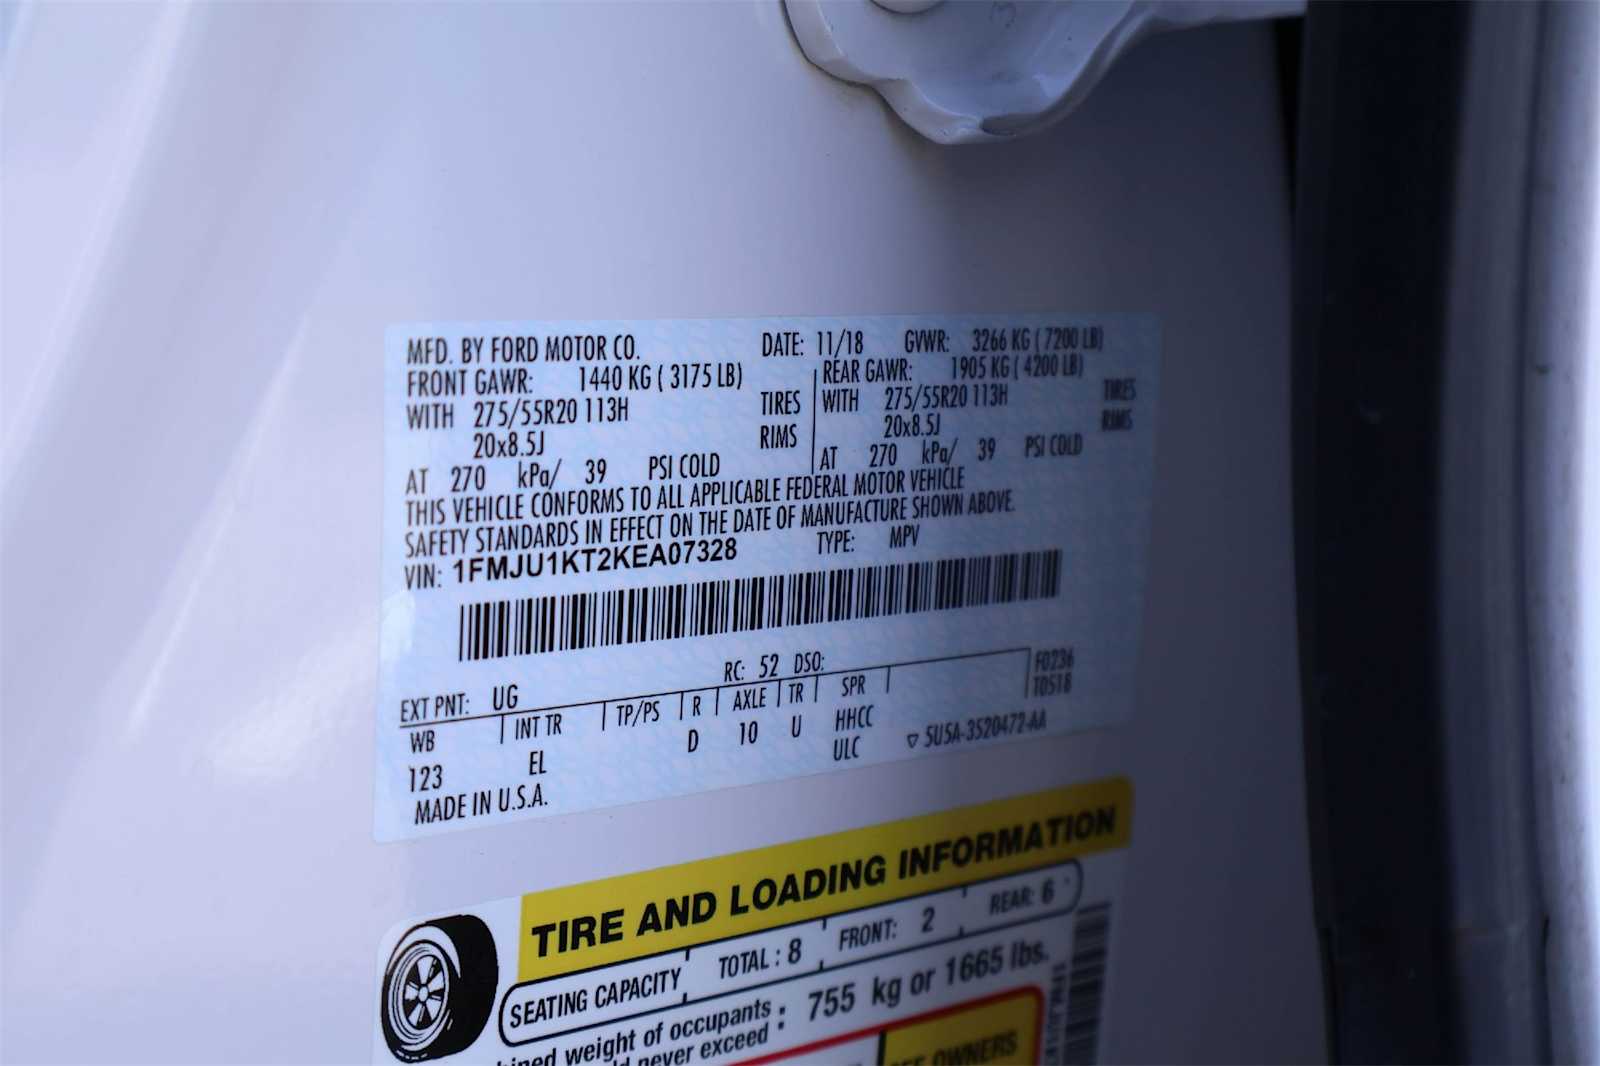 MFD. BY FORD MOTOR CO. DATE: 11/18 GVWR: 3266 KG ( 7200 LB)
FRONT GAWR: 1440 KG ( 3175 LB) REAR GAWR: 1905 KG ( 4200 LB)
WITH 275/55R20 113H TIRES WITH 275/55R20 113H TIRES
20x8.5J RIMS 20x8.5J RIMS
AT 270 kPa/ 39 PSI COLD AT 270 kPa/ 39 PSI COLD
THIS VEHICLE CONFORMS TO ALL APPLICABLE FEDERAL MOTOR VEHICLE
SAFETY STANDARDS IN EFFECT ON THE DATE OF MANUFACTURE SHOWN ABOVE.
VIN: 1FMJU1KT2KEA07328 TYPE: MPV
EXT PNT: UG RC: 52 DSO: F0236
WB INT TR TP/PS R AXLE TR SPR T0518
123 EL D 10 U HHCC
ULC ▽ 5U5A-3520472-AA
MADE IN U.S.A.
TIRE AND LOADING INFORMATION
SEATING CAPACITY TOTAL : 8 FRONT: 2 REAR: 6
weight of occupants : 755 kg or 1665 lbs.
never exceed
OWNERS